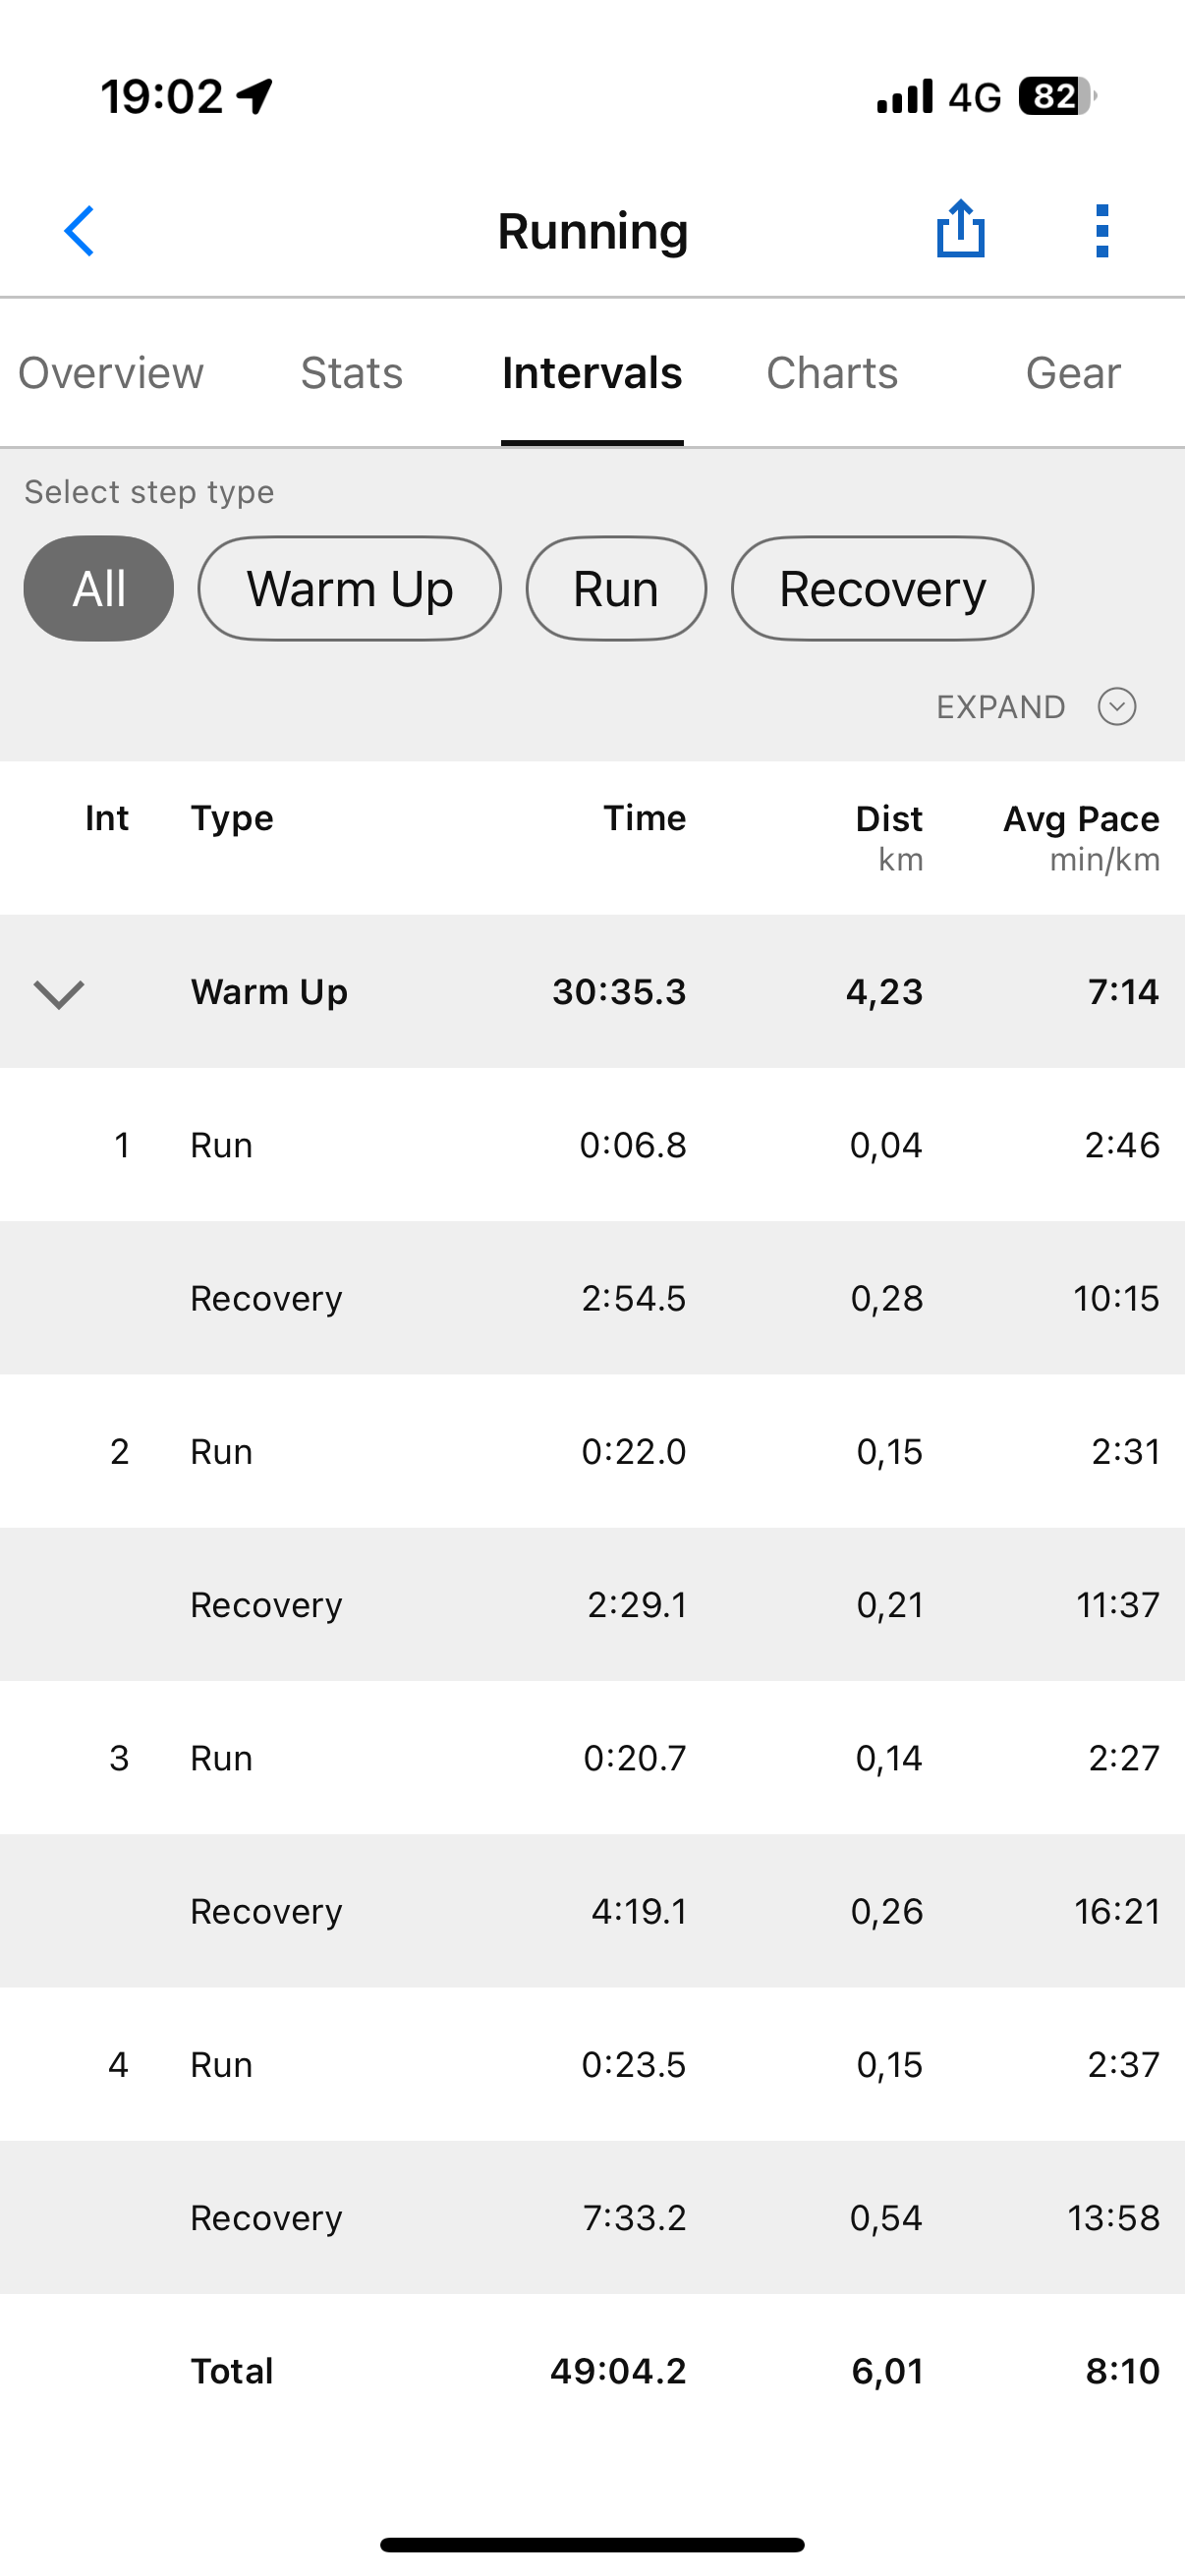 19:02 4G 82
Running
Overview Stats Intervals Charts Gear
Select step type
All Warm Up Run Recovery
EXPAND
Int Type Time Dist Avg Pace
km min/km
Warm Up 30:35.3 4,23 7:14
1 Run 0:06.8 0,04 2:46
Recovery 2:54.5 0,28 10:15
2 Run 0:22.0 0,15 2:31
Recovery 2:29.1 0,21 11:37
3 Run 0:20.7 0,14 2:27
Recovery 4:19.1 0,26 16:21
4 Run 0:23.5 0,15 2:37
Recovery 7:33.2 0,54 13:58
Total 49:04.2 6,01 8:10